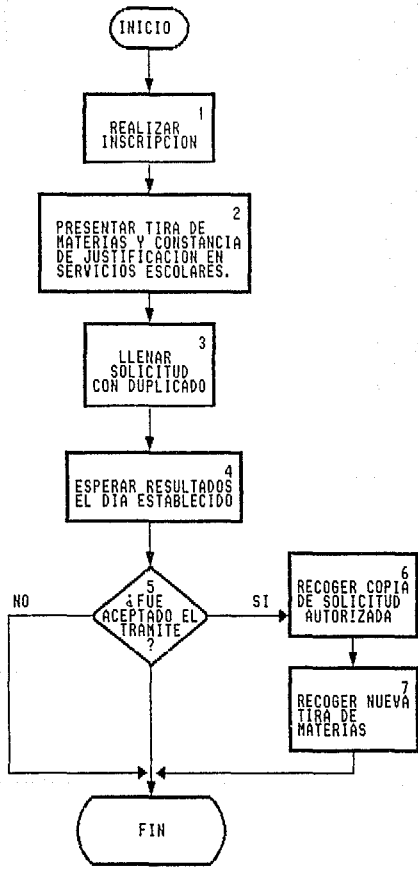 INICIO
1
REALIZAR
INSCRIPCION
2
PRESENTAR TIRA DE
MATERIAS Y CONSTANCIA
DE JUSTIFICACION EN
SERVICIOS ESCOLARES.
3
LLENAR
SOLICITUD
CON DUPLICADO
4
ESPERAR RESULTADOS
EL DIA ESTABLECIDO
5
¿FUE
ACEPTADO EL
TRAMITE
?
NO
SI
6
RECOGER COPIA
DE SOLICITUD
AUTORIZADA
7
RECOGER NUEVA
TIRA DE
MATERIAS
FIN